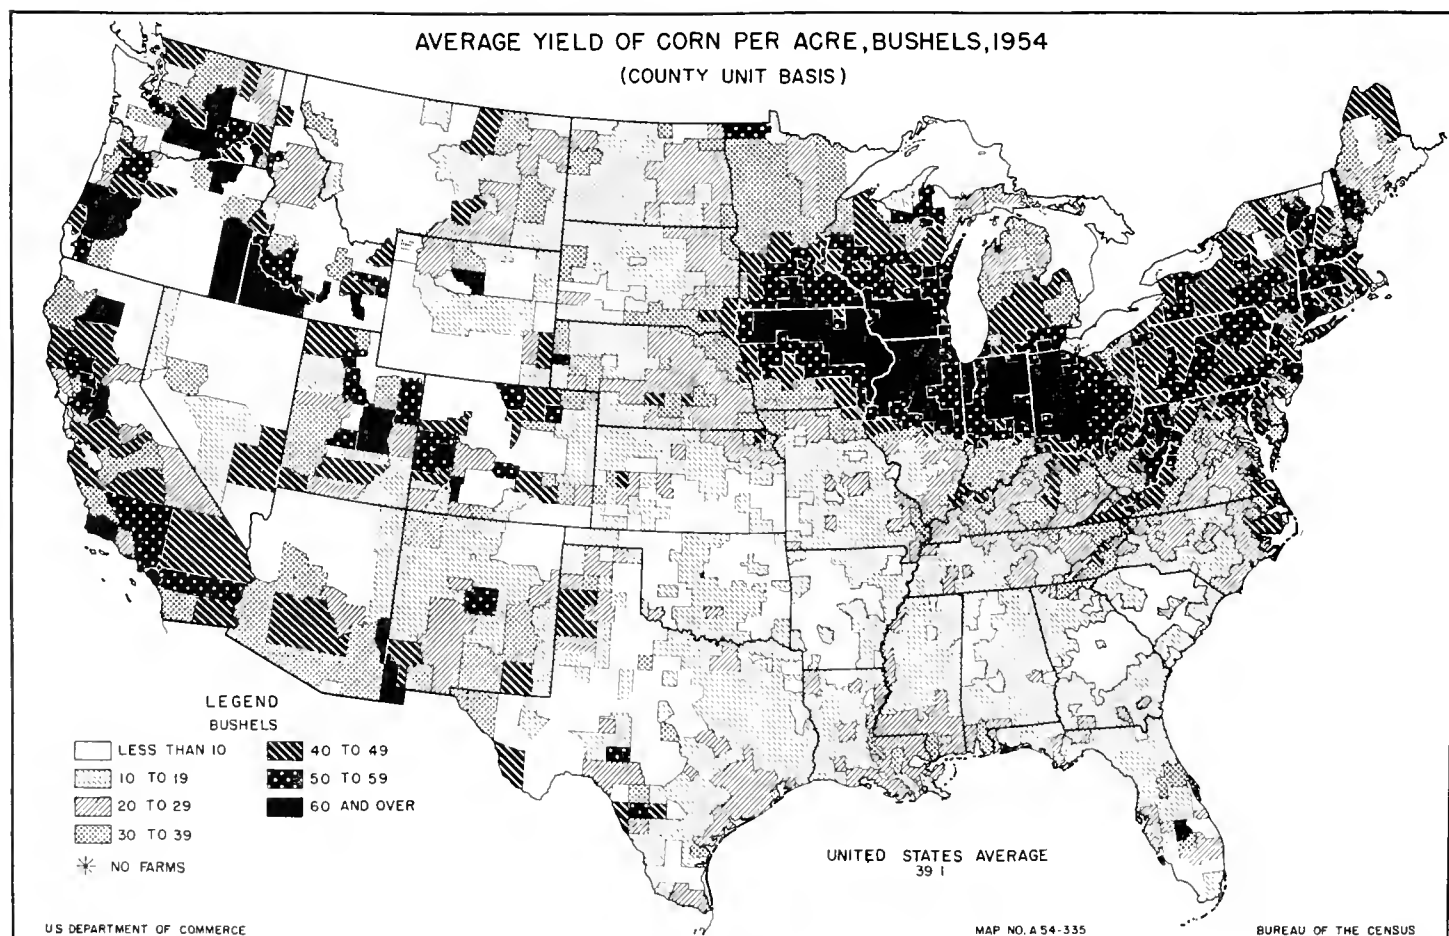 AVERAGE YIELD OF CORN PER ACRE, BUSHELS, 1954
(COUNTY UNIT BASIS)
LEGEND
BUSHELS
LESS THAN 10
10 TO 19
20 TO 29
30 TO 39
NO FARMS
40 TO 49
50 TO 59
60 AND OVER
UNITED STATES AVERAGE
39 1
U S DEPARTMENT OF COMMERCE
MAP NO. A 54-335
BUREAU OF THE CENSUS